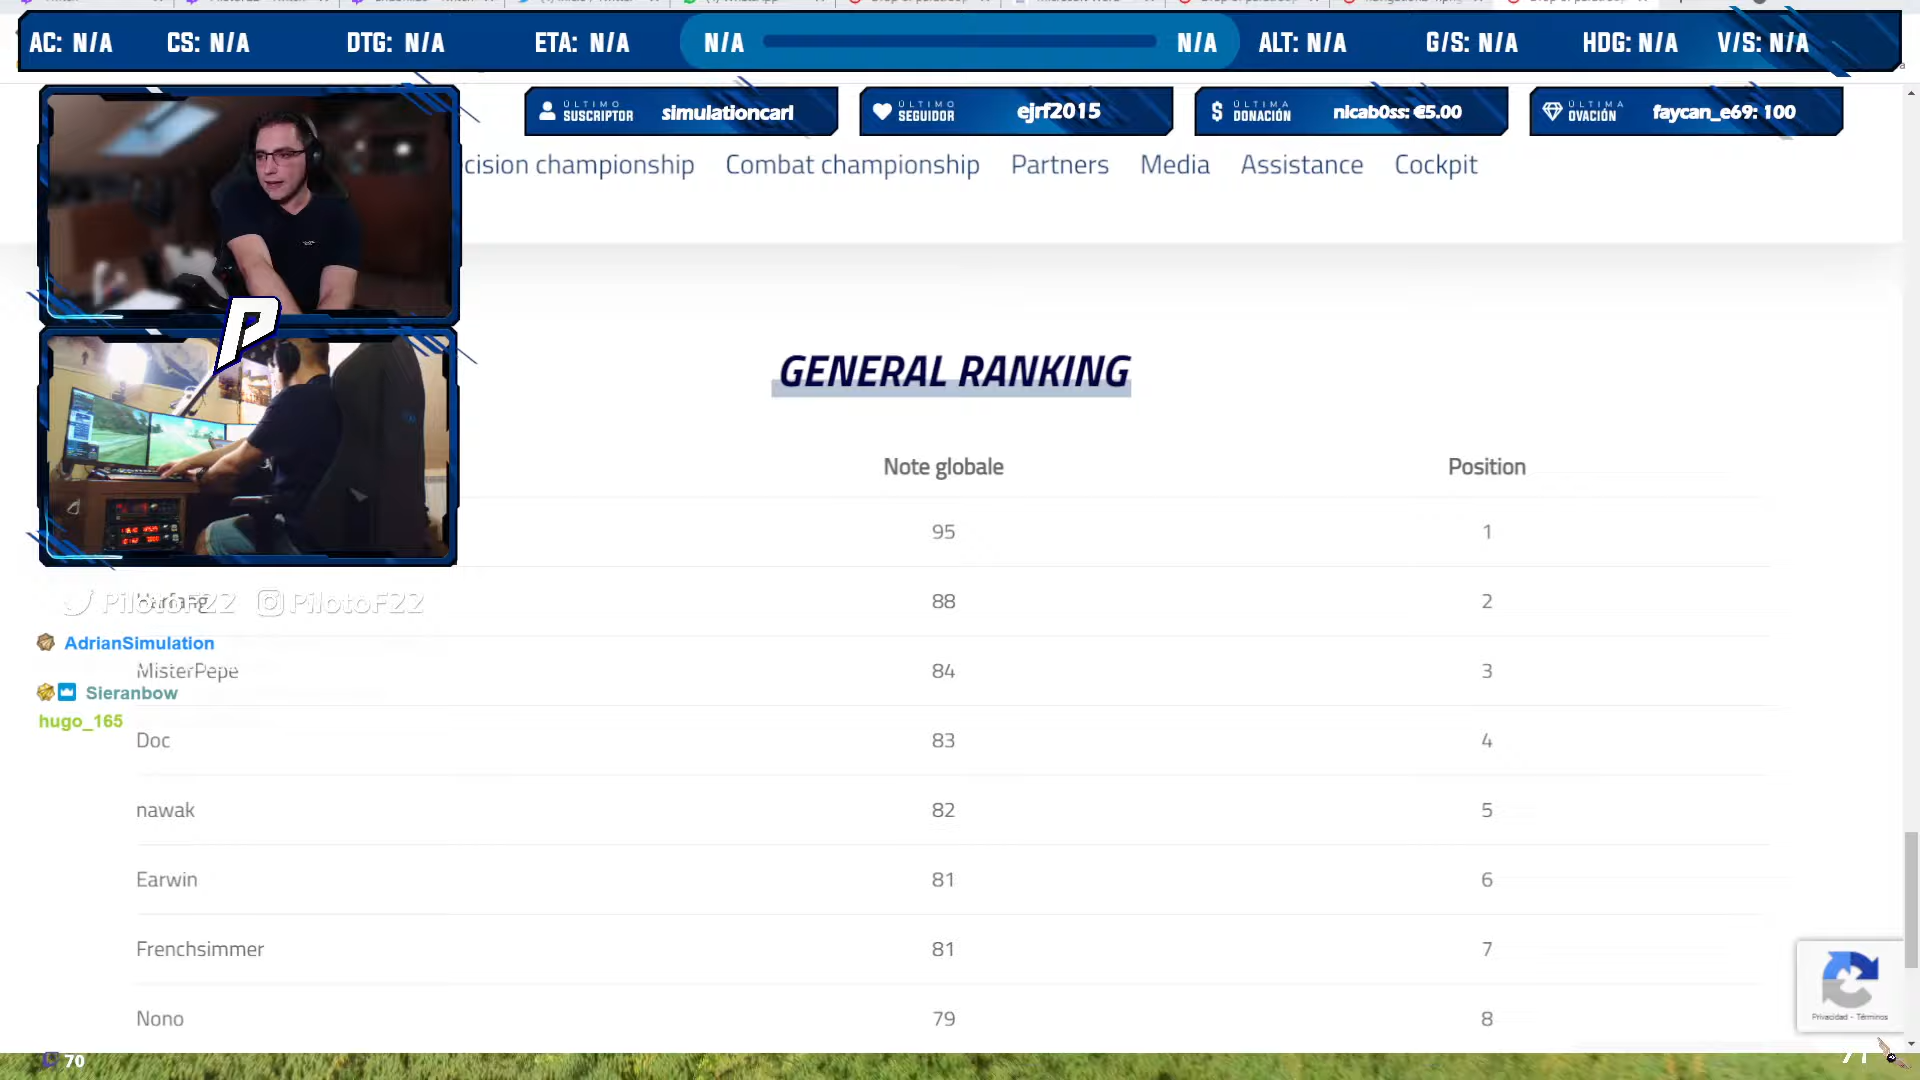 AC: N/A CS: N/A DTG: N/A ETA: N/A N/A N/A ALT: N/A G/S: N/A HDG: N/A V/S: N/A
ÚLTIMO SUSCRIPTOR simulationcarl
ÚLTIMO SEGUIDOR ejrf2015
ÚLTIMA DONACIÓN nicab0ss: €5.00
ÚLTIMA OVACIÓN faycan_e69: 100
cision championship Combat championship Partners Media Assistance Cockpit
P
GENERAL RANKING
Note globale Position
95 1
88 2
PilotoF22 PilotoF22
AdrianSimulation
MisterPepe 84 3
Sieranbow
hugo_165
Doc 83 4
nawak 82 5
Earwin 81 6
Frenchsimmer 81 7
Nono 79 8
Privacidad - Términos
70